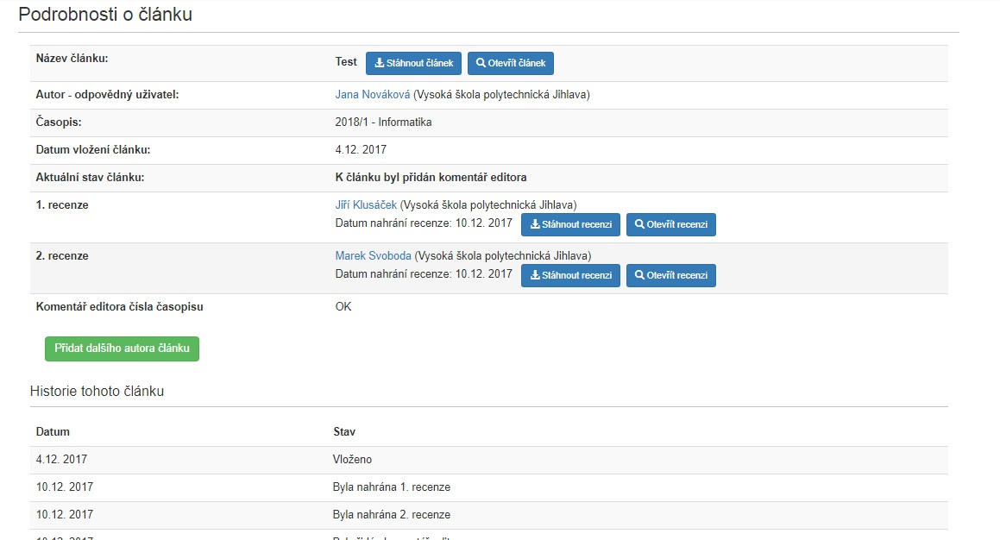 Podrobnosti o článku
Název článku: Test Stáhnout článek Otevřít článek
Autor - odpovědný uživatel: Jana Nováková (Vysoká škola polytechnická Jihlava)
Časopis: 2018/1 - Informatika
Datum vložení článku: 4.12. 2017
Aktuální stav článku: K článku byl přidán komentář editora
1. recenze Jiří Klusáček (Vysoká škola polytechnická Jihlava)
Datum nahrání recenze: 10.12. 2017 Stáhnout recenzi Otevřít recenzi
2. recenze Marek Svoboda (Vysoká škola polytechnická Jihlava)
Datum nahrání recenze: 10.12. 2017 Stáhnout recenzi Otevřít recenzi
Komentář editora čísla časopisu OK
Přidat dalšího autora článku
Historie tohoto článku
Datum Stav
4.12. 2017 Vloženo
10.12. 2017 Byla nahrána 1. recenze
10.12. 2017 Byla nahrána 2. recenze